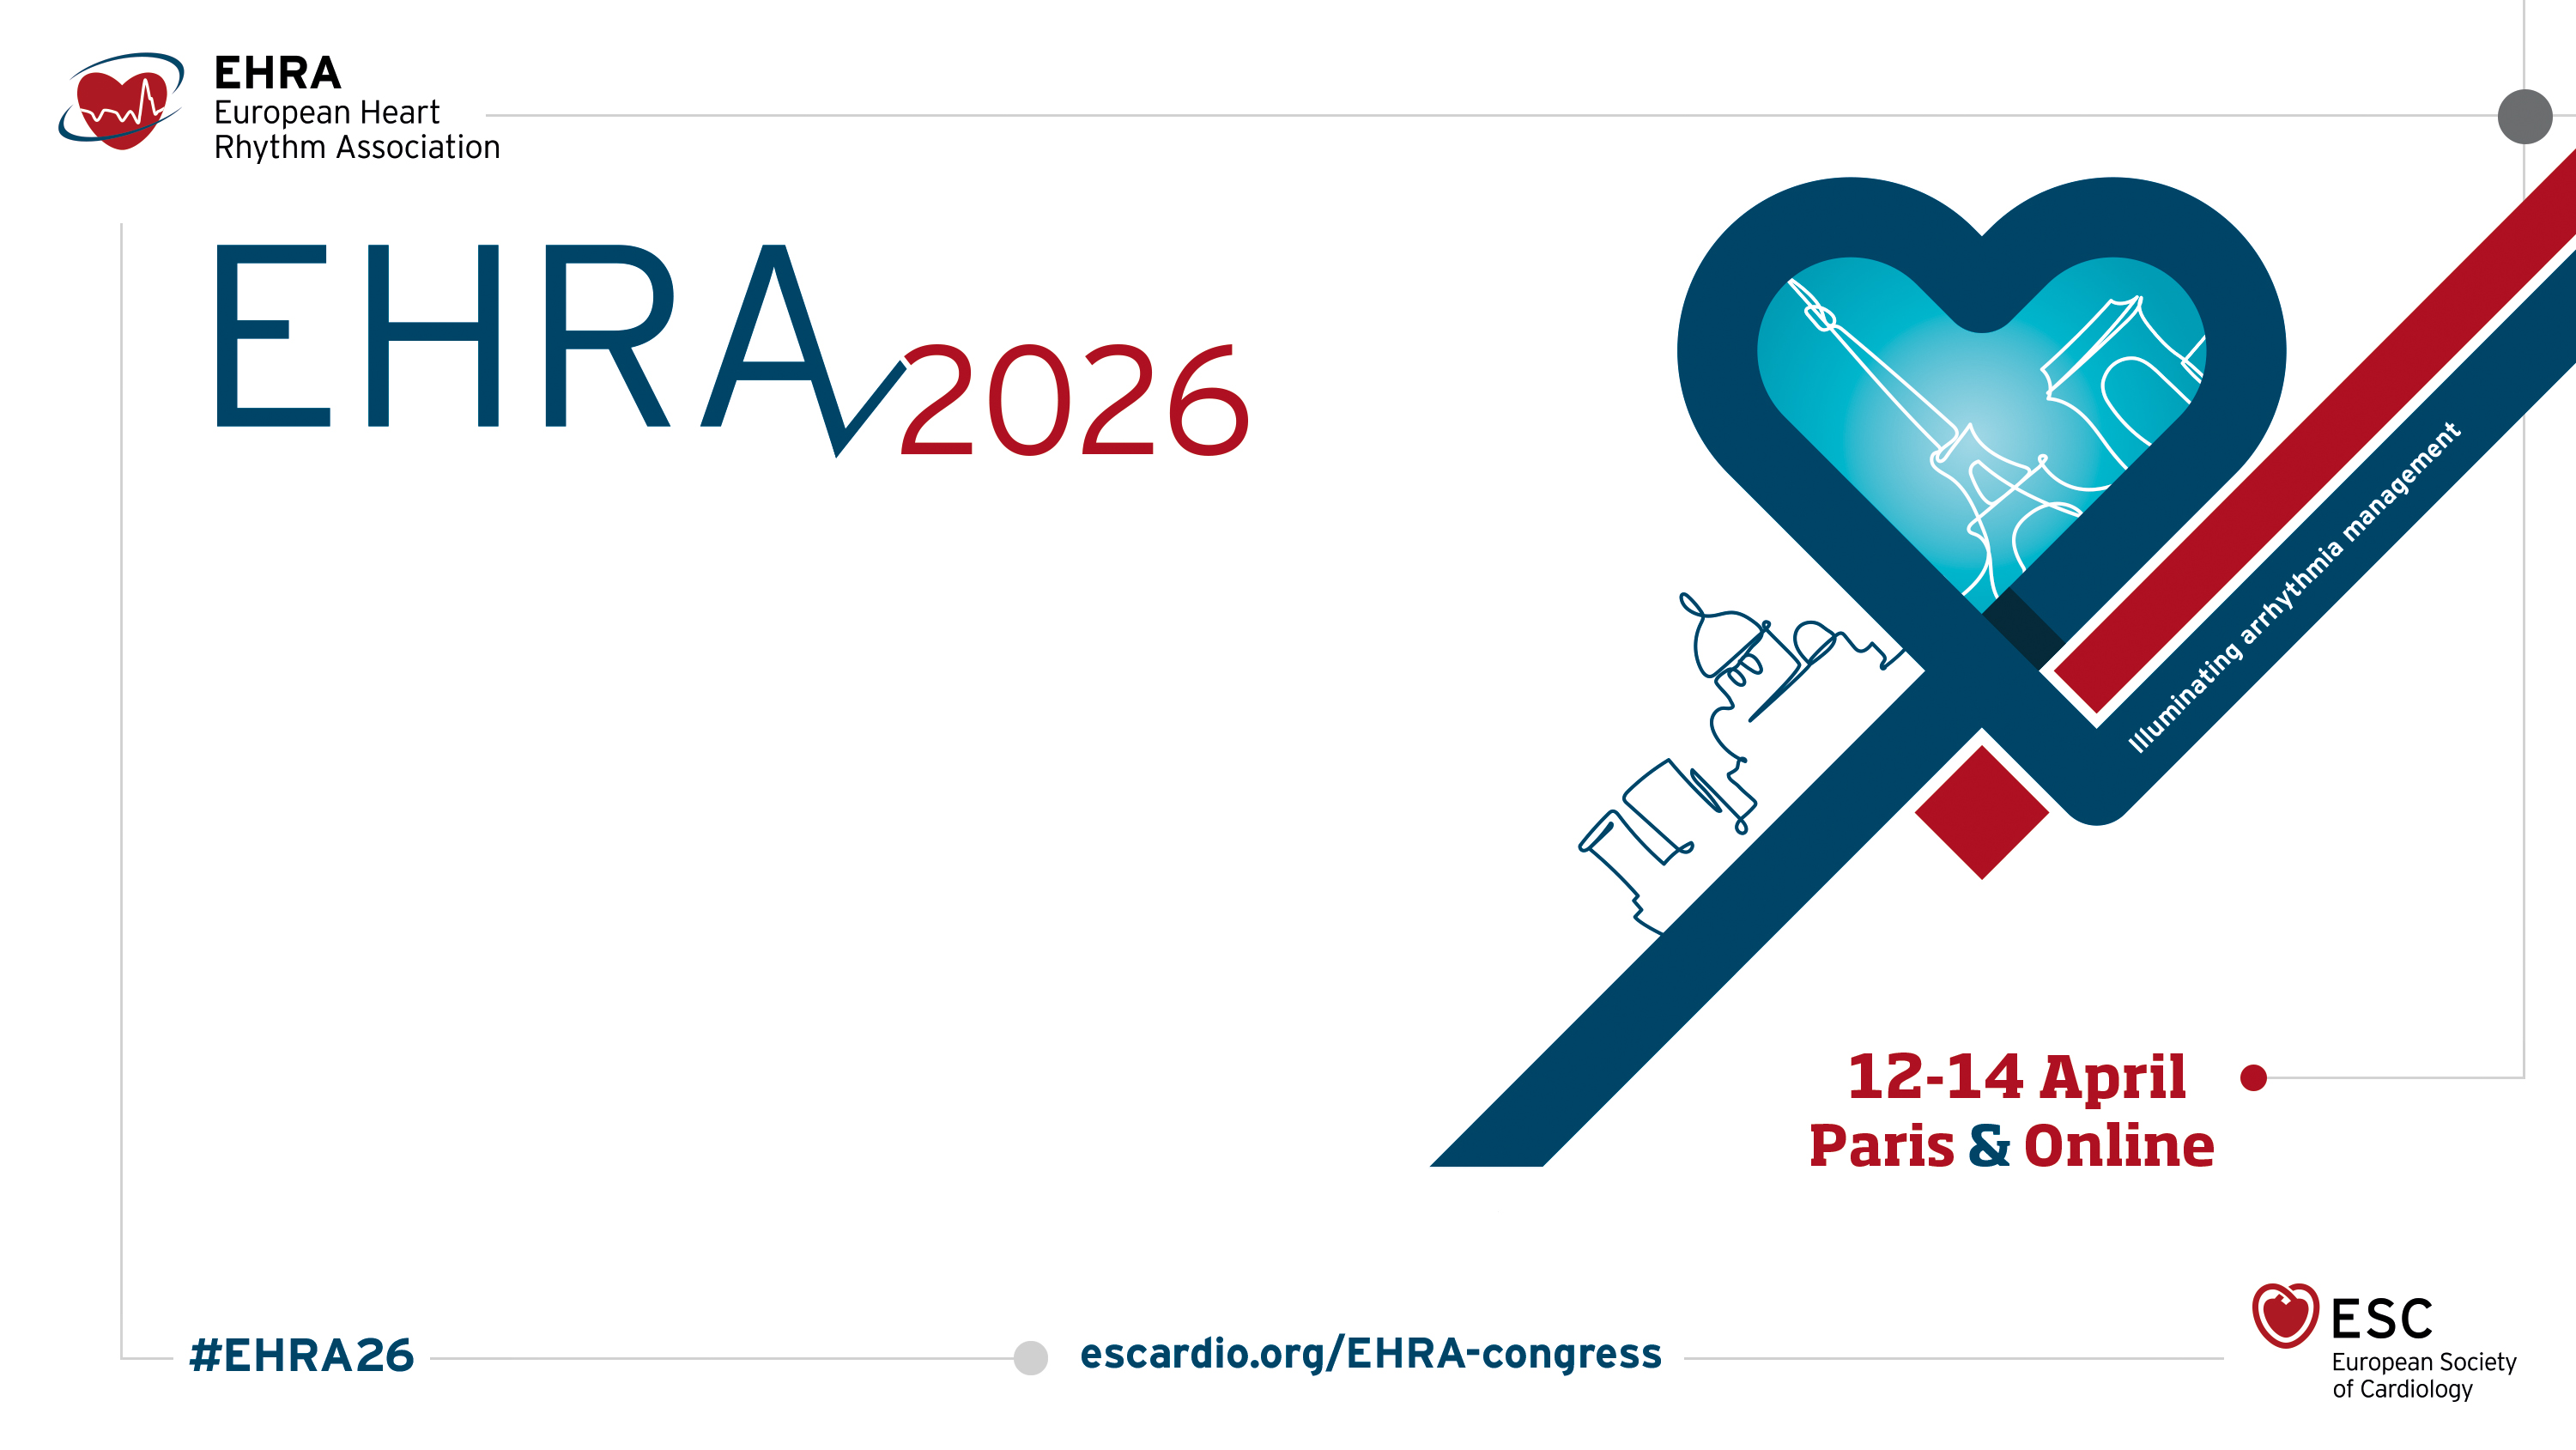 EHRA
European Heart
Rhythm Association
EHRA 2026
Illuminating arrhythmia management
12-14 April
Paris & Online
#EHRA26
escardio.org/EHRA-congress
ESC
European Society
of Cardiology